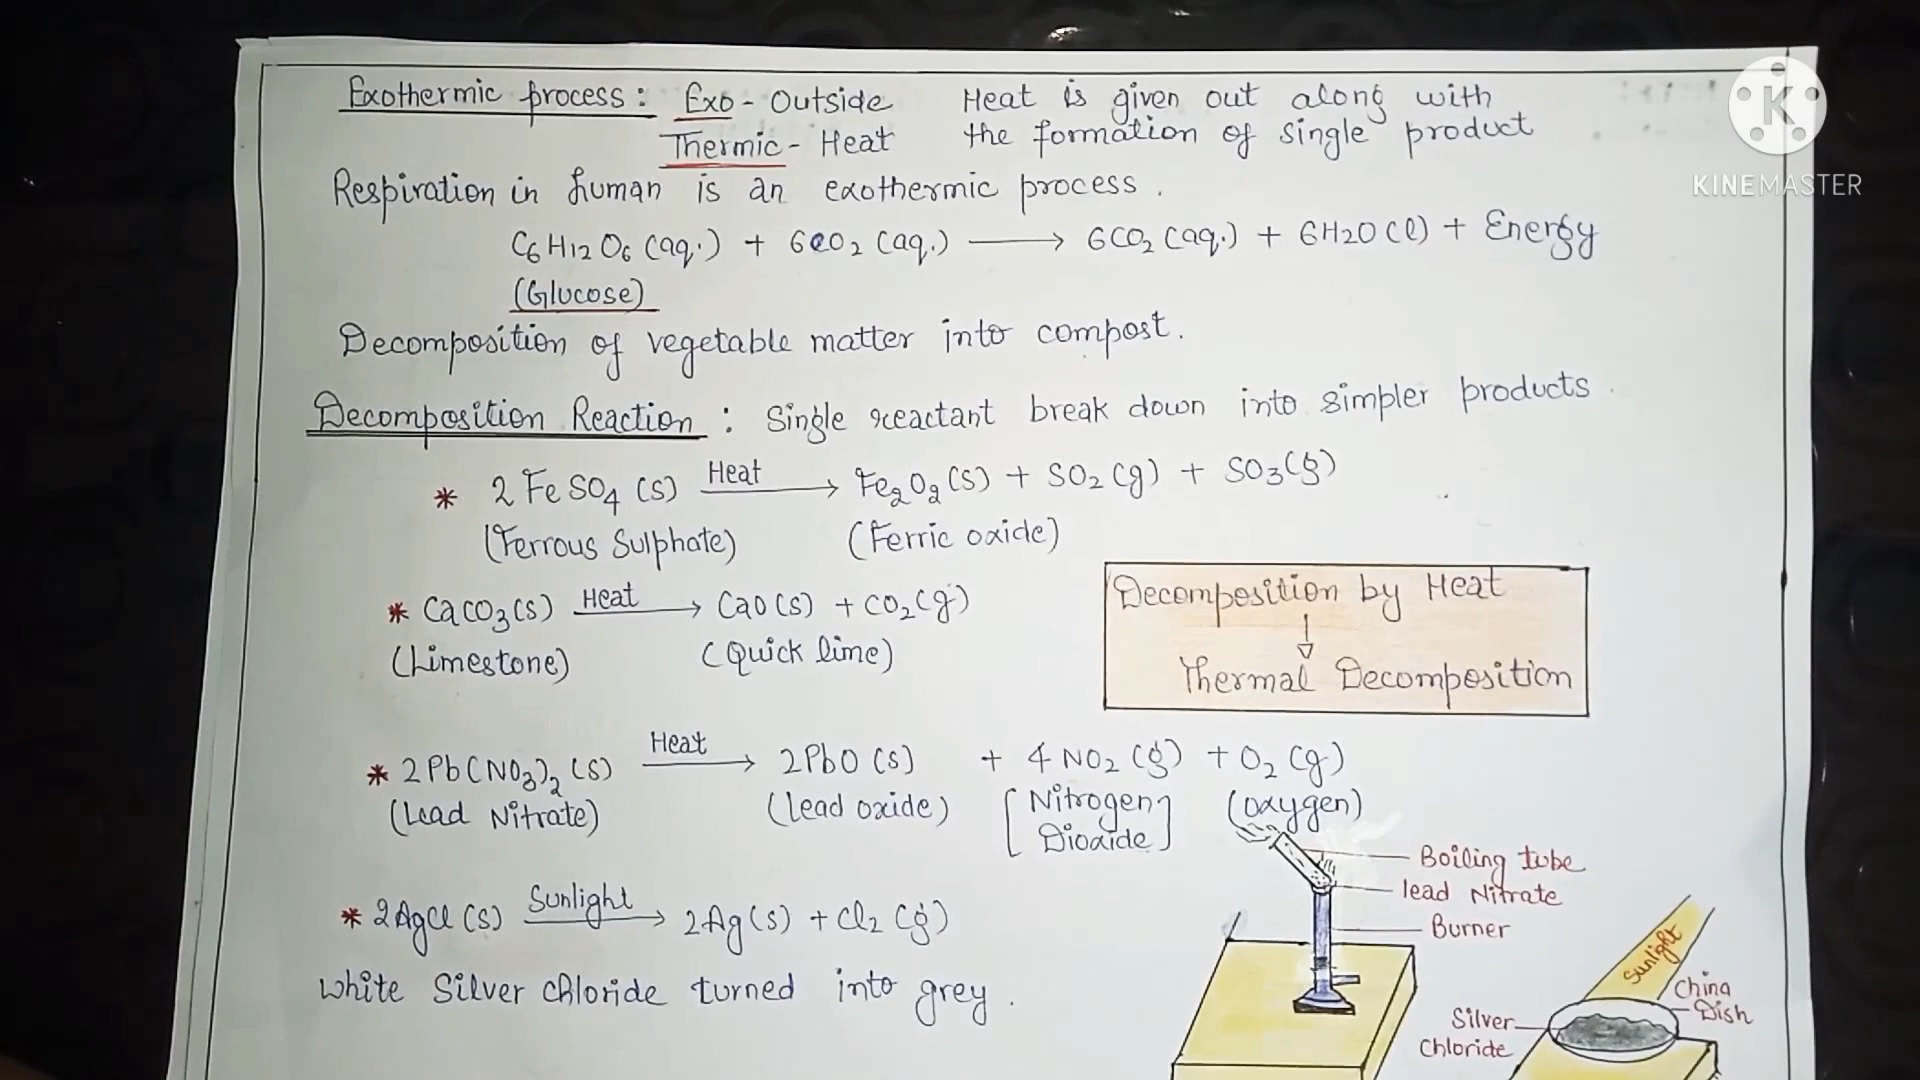 Exothermic process: Exo - Outside Heat is given out along with
Thermic - Heat the formation of single product
KINEMASTER
Respiration in human is an exothermic process.
C6H12O6 (aq.) + 6CO2 (aq.) ⟶ 6CO2 (aq.) + 6H2O(l) + Energy
(Glucose)
Decomposition of vegetable matter into compost.
Decomposition Reaction : Single reactant break down into simpler products.
* 2 FeSO4 (s) Heat ⟶ Fe2O2(s) + SO2(g) + SO3(g)
(Ferrous Sulphate) (Ferric oxide)
* CaCO3(s) Heat ⟶ CaO(s) + CO2(g)
(Limestone) (Quick lime)
Decomposition by Heat
↓
Thermal Decomposition
* 2Pb(NO3)2 (s) Heat ⟶ 2PbO(s) + 4NO2(g) + O2(g)
(Lead Nitrate) (lead oxide) [Nitrogen Dioxide] (oxygen)
Boiling tube
lead Nitrate
Burner
* 2AgCl(s) Sunlight ⟶ 2Ag(s) + Cl2(g)
White Silver Chloride turned into grey.
Sunlight
China Dish
Silver Chloride